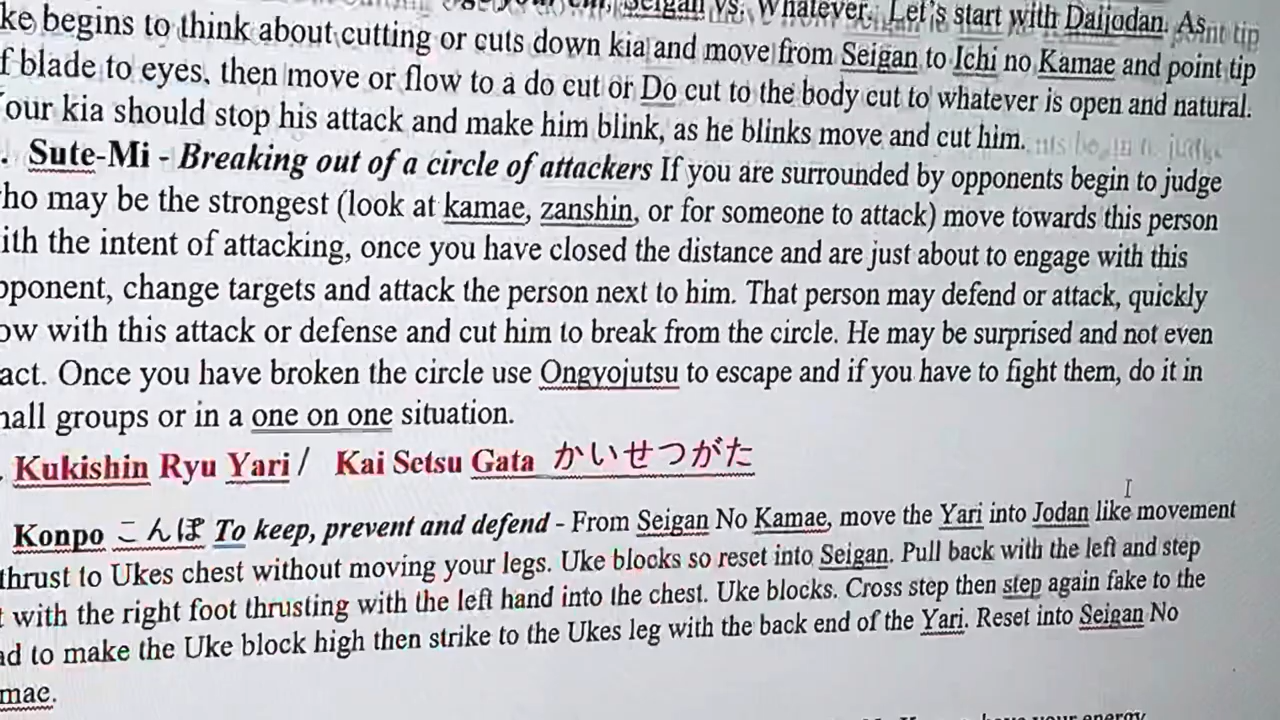 Seigan vs. Whatever. Let's start with Daijodan. As
ke begins to think about cutting or cuts down kia and move from Seigan to Ichi no Kamae and point tip
f blade to eyes, then move or flow to a do cut or Do cut to the body cut to whatever is open and natural.
our kia should stop his attack and make him blink, as he blinks move and cut him.
. Sute-Mi - Breaking out of a circle of attackers If you are surrounded by opponents begin to judge
ho may be the strongest (look at kamae, zanshin, or for someone to attack) move towards this person
ith the intent of attacking, once you have closed the distance and are just about to engage with this
pponent, change targets and attack the person next to him. That person may defend or attack, quickly
ow with this attack or defense and cut him to break from the circle. He may be surprised and not even
act. Once you have broken the circle use Ongyojutsu to escape and if you have to fight them, do it in
mall groups or in a one on one situation.
. Kukishin Ryu Yari / Kai Setsu Gata かいせつがた
Konpo こんぽ To keep, prevent and defend - From Seigan No Kamae, move the Yari into Jodan like movement
thrust to Ukes chest without moving your legs. Uke blocks so reset into Seigan. Pull back with the left and step
t with the right foot thrusting with the left hand into the chest. Uke blocks. Cross step then step again fake to the
ad to make the Uke block high then strike to the Ukes leg with the back end of the Yari. Reset into Seigan No
mae.
your energy